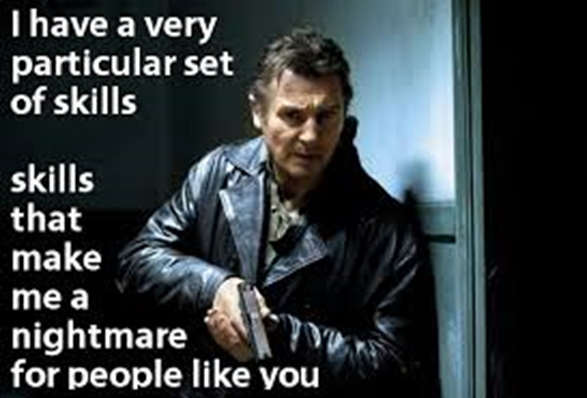 I have a very
particular set
of skills
skills
that
make
me a
nightmare
for people like you